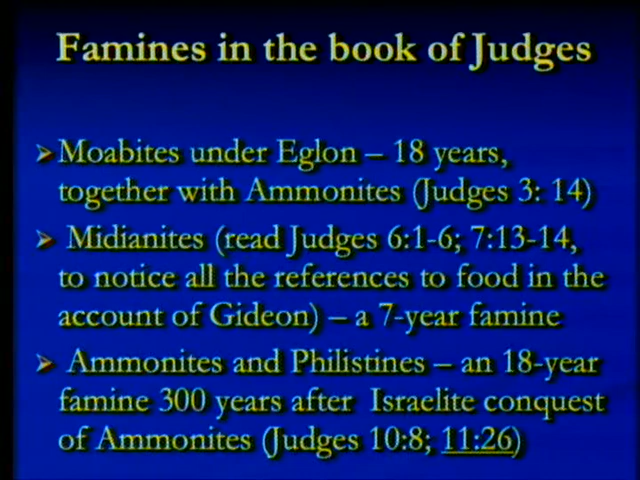 Famines in the book of Judges
➢Moabites under Eglon – 18 years,
together with Ammonites (Judges 3: 14)
➢ Midianites (read Judges 6:1-6; 7:13-14,
to notice all the references to food in the
account of Gideon) – a 7-year famine
➢ Ammonites and Philistines – an 18-year
famine 300 years after Israelite conquest
of Ammonites (Judges 10:8; 11:26)